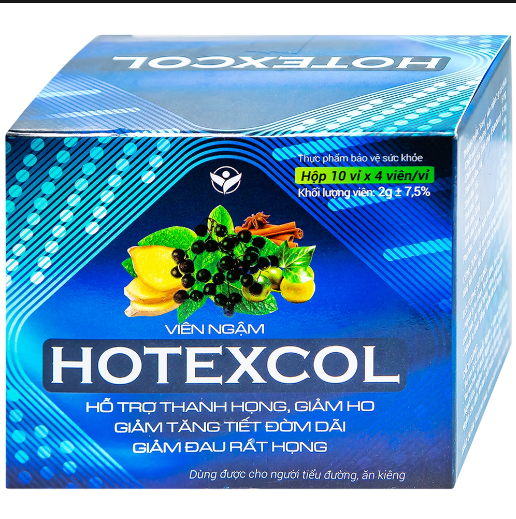 HOTEXCOL
Thực phẩm bảo vệ sức khỏe
Hộp 10 vỉ x 4 viên/vỉ
Khối lượng viên: 2g ± 7,5%
VIÊN NGẬM
HOTEXCOL
HỖ TRỢ THANH HỌNG, GIẢM HO
GIẢM TĂNG TIẾT ĐỜM DÃI
GIẢM ĐAU RÁT HỌNG
Dùng được cho người tiểu đường, ăn kiêng